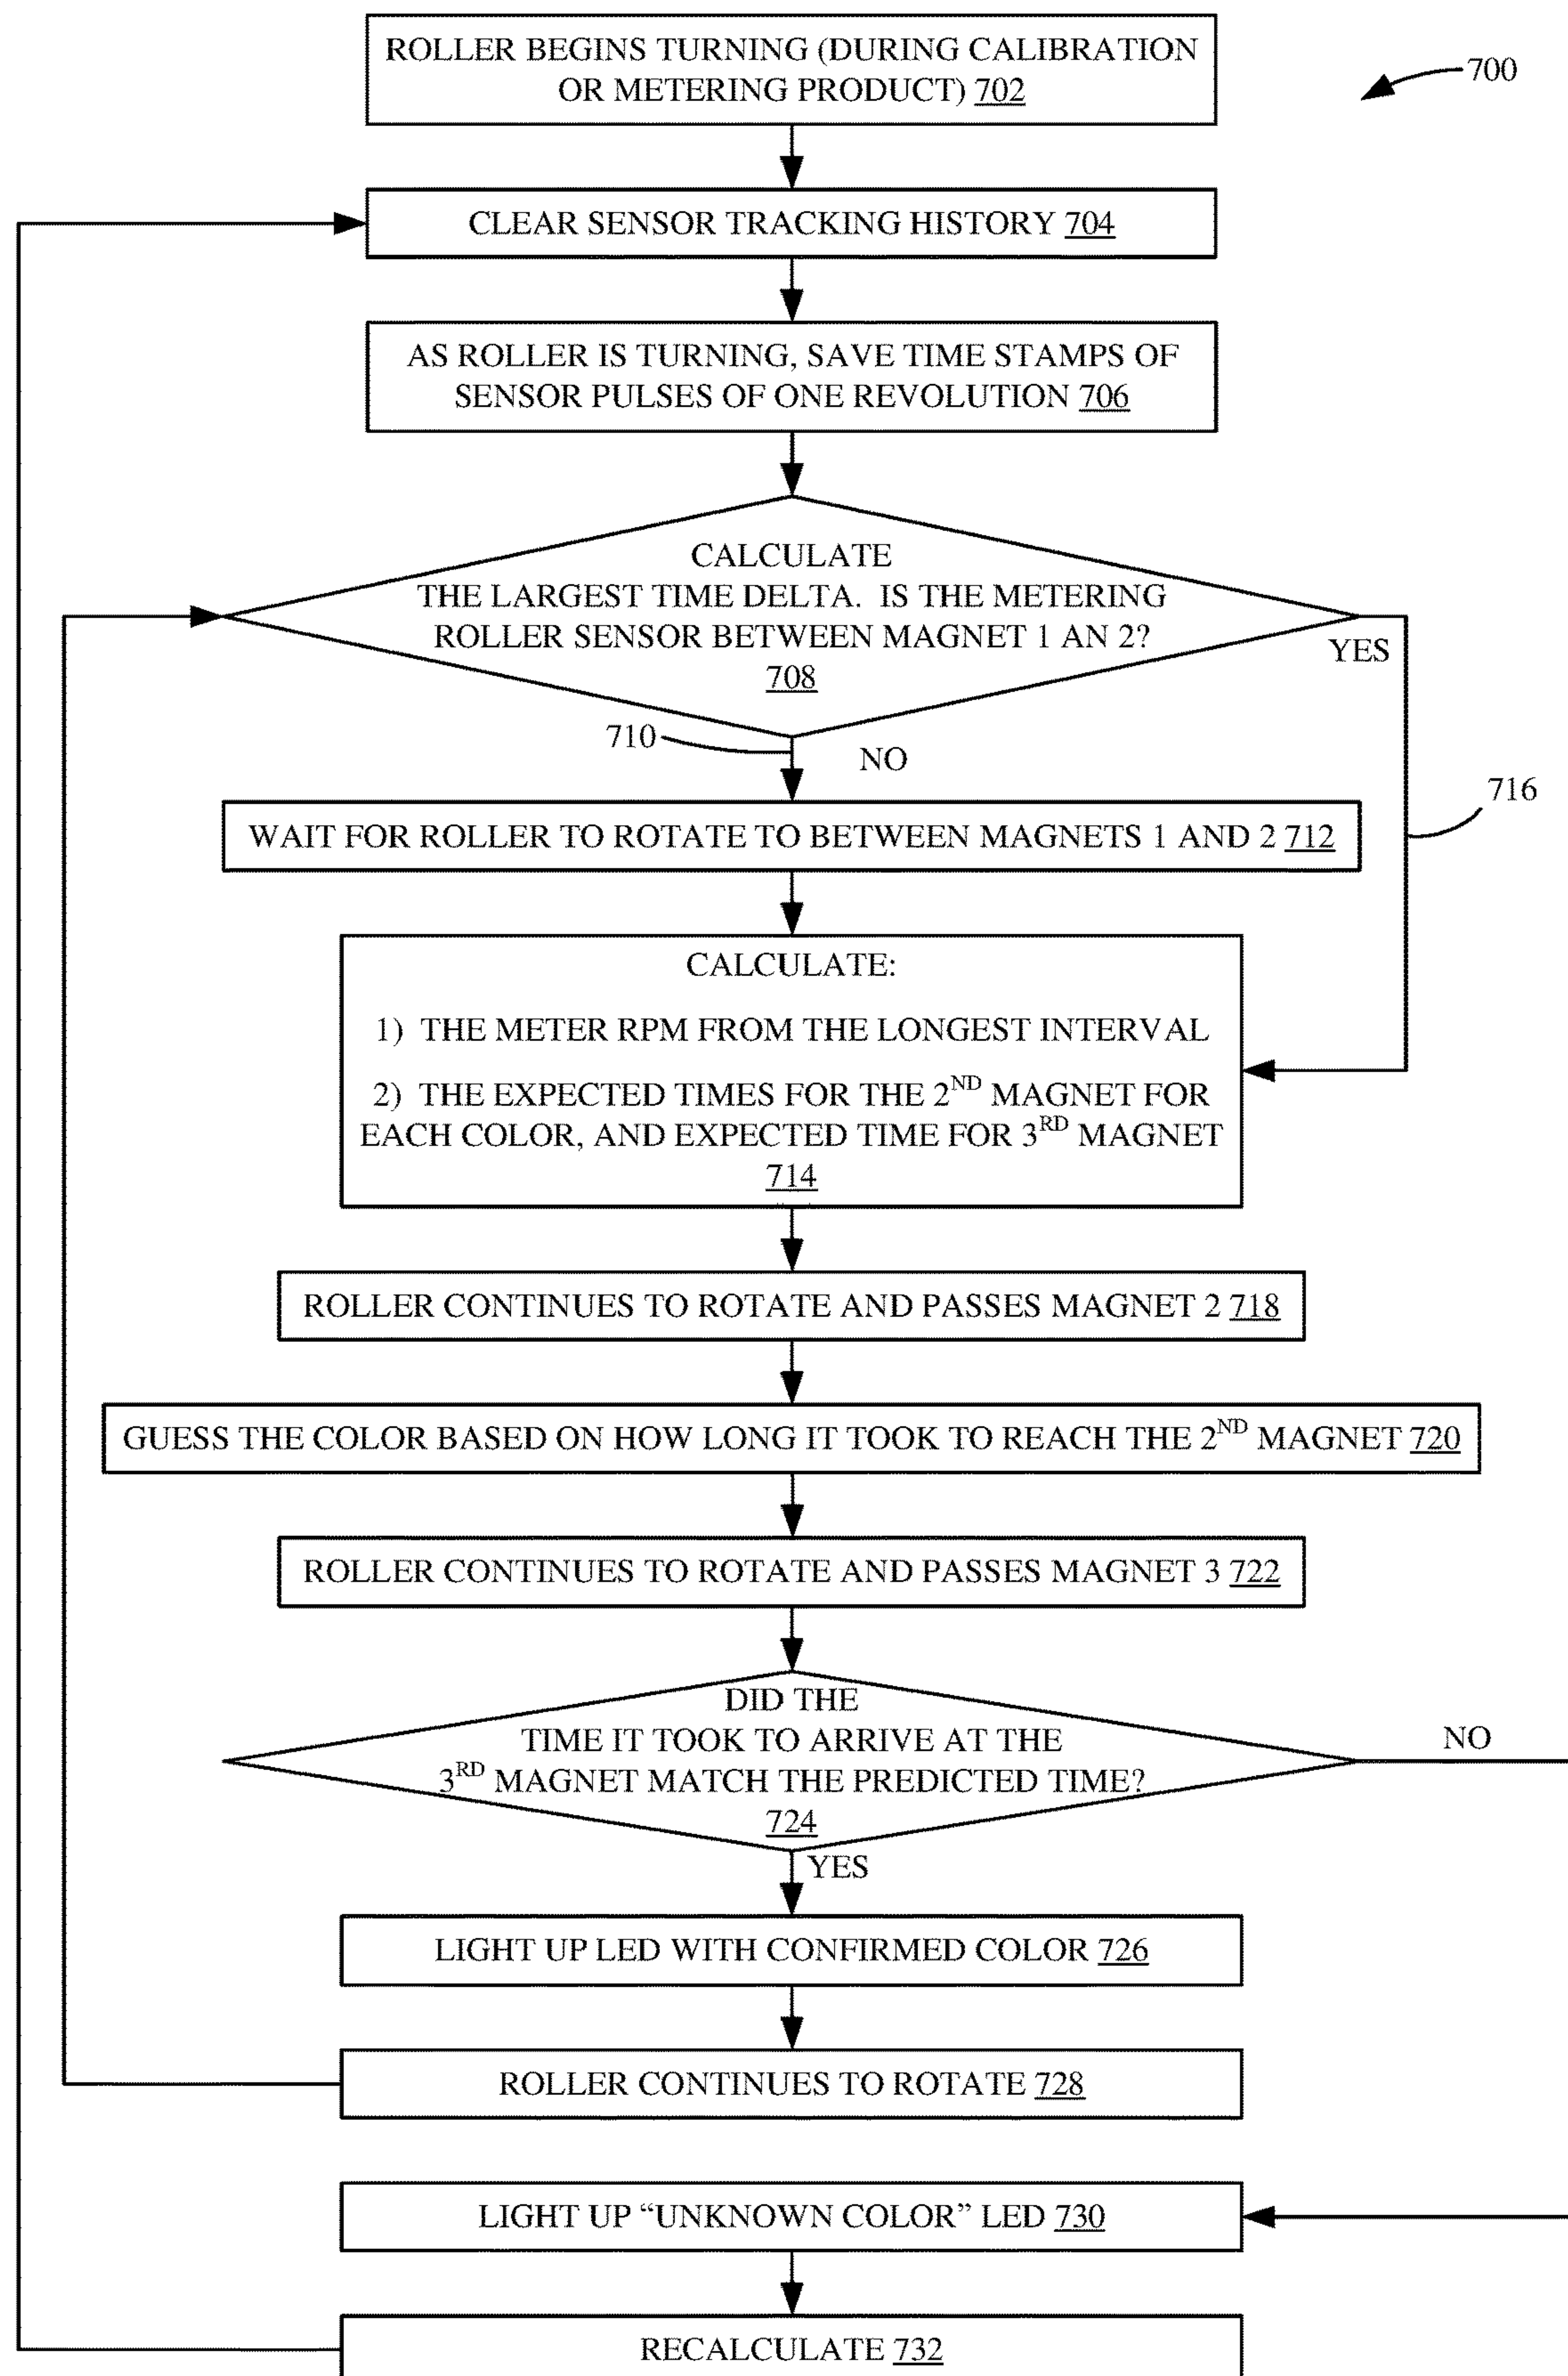 ROLLER BEGINS TURNING (DURING CALIBRATION
OR METERING PRODUCT) 702
700
CLEAR SENSOR TRACKING HISTORY 704
AS ROLLER IS TURNING, SAVE TIME STAMPS OF
SENSOR PULSES OF ONE REVOLUTION 706
CALCULATE
THE LARGEST TIME DELTA. IS THE METERING
ROLLER SENSOR BETWEEN MAGNET 1 AN 2?
708
YES
710
NO
716
WAIT FOR ROLLER TO ROTATE TO BETWEEN MAGNETS 1 AND 2 712
CALCULATE:
1) THE METER RPM FROM THE LONGEST INTERVAL
2) THE EXPECTED TIMES FOR THE 2ND MAGNET FOR
EACH COLOR, AND EXPECTED TIME FOR 3RD MAGNET
714
ROLLER CONTINUES TO ROTATE AND PASSES MAGNET 2 718
GUESS THE COLOR BASED ON HOW LONG IT TOOK TO REACH THE 2ND MAGNET 720
ROLLER CONTINUES TO ROTATE AND PASSES MAGNET 3 722
DID THE
TIME IT TOOK TO ARRIVE AT THE
3RD MAGNET MATCH THE PREDICTED TIME?
724
NO
YES
LIGHT UP LED WITH CONFIRMED COLOR 726
ROLLER CONTINUES TO ROTATE 728
LIGHT UP “UNKNOWN COLOR” LED 730
RECALCULATE 732